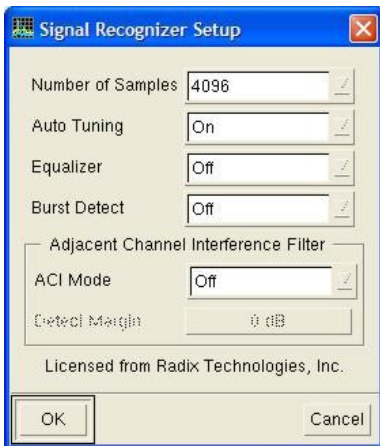 Signal Recognizer Setup
Number of Samples 4096
Auto Tuning On
Equalizer Off
Burst Detect Off
Adjacent Channel Interference Filter
ACI Mode Off
Detect Margin 0 dB
Licensed from Radix Technologies, Inc.
OK Cancel